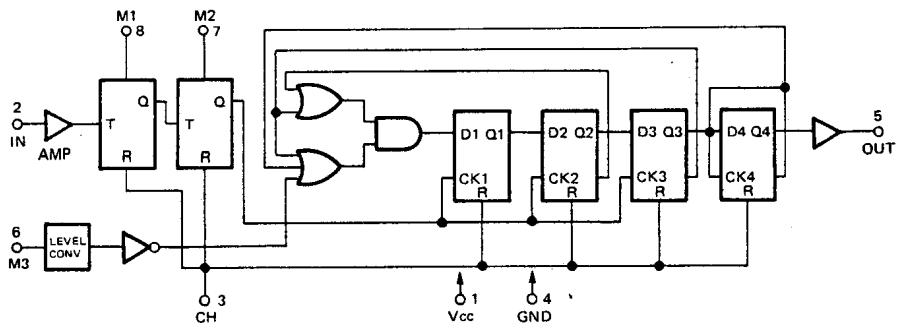 M1
8
M2
7
2
IN
AMP
T
Q
R
T
Q
R
D1 Q1
CK1
R
D2 Q2
CK2
R
D3 Q3
CK3
R
D4 Q4
CK4
R
5
OUT
6
M3
LEVEL
CONV
3
CH
1
Vcc
4
GND